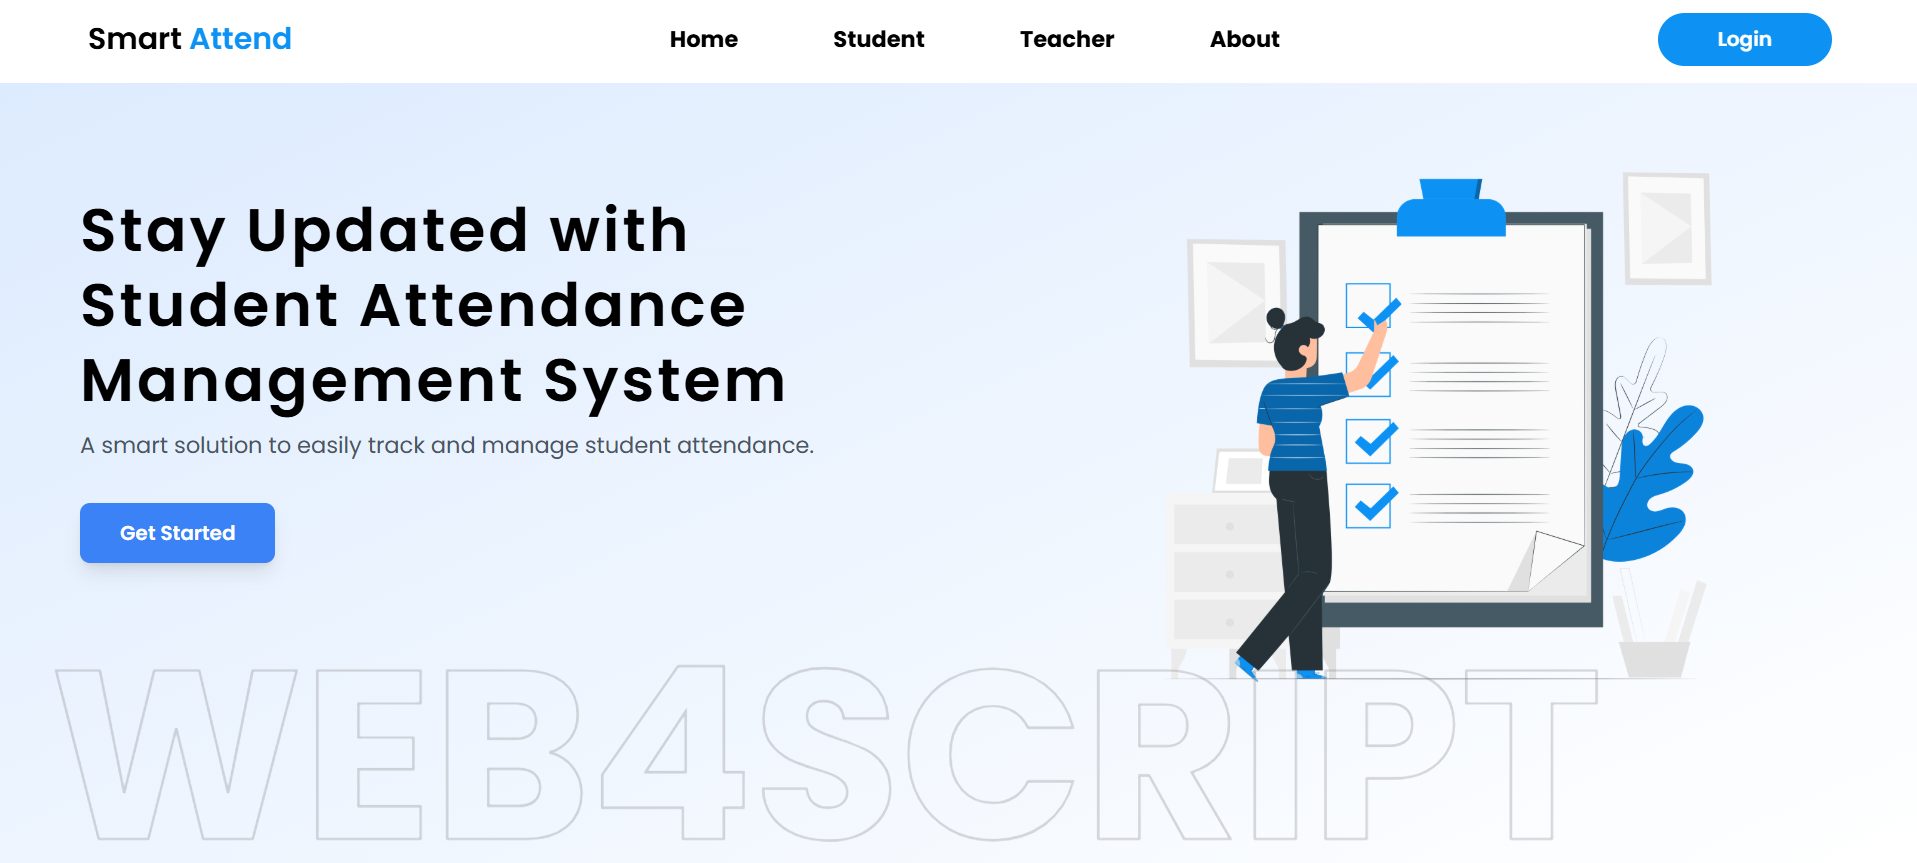 Smart Attend
Home
Student
Teacher
About
Login
Stay Updated with
Student Attendance
Management System
A smart solution to easily track and manage student attendance.
Get Started
WEB4SCRIPT